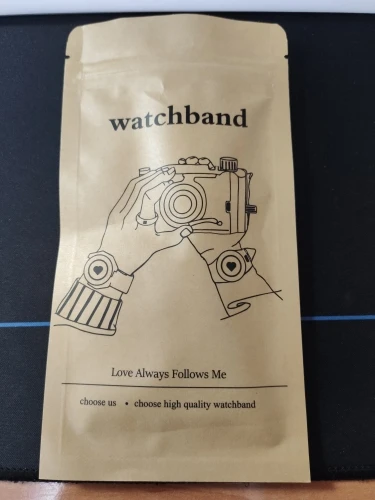 watchband
Love Always Follows Me
choose us • choose high quality watchband